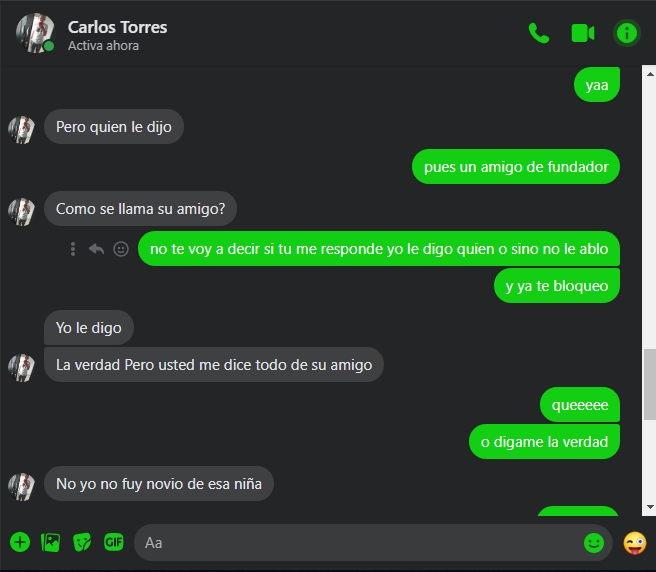 Carlos Torres
Activa ahora
yaa
Pero quien le dijo
pues un amigo de fundador
Como se llama su amigo?
no te voy a decir si tu me responde yo le digo quien o sino no le ablo
y ya te bloqueo
Yo le digo
La verdad Pero usted me dice todo de su amigo
queeeee
o digame la verdad
No yo no fuy novio de esa niña
GIF
Aa